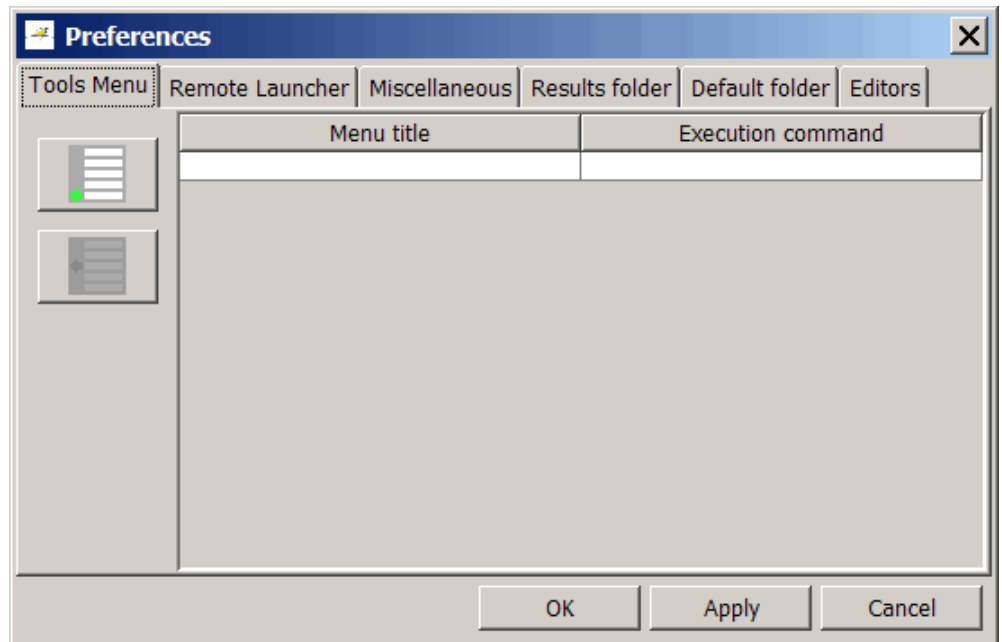 Preferences
Tools Menu Remote Launcher Miscellaneous Results folder Default folder Editors
Menu title Execution command
OK Apply Cancel